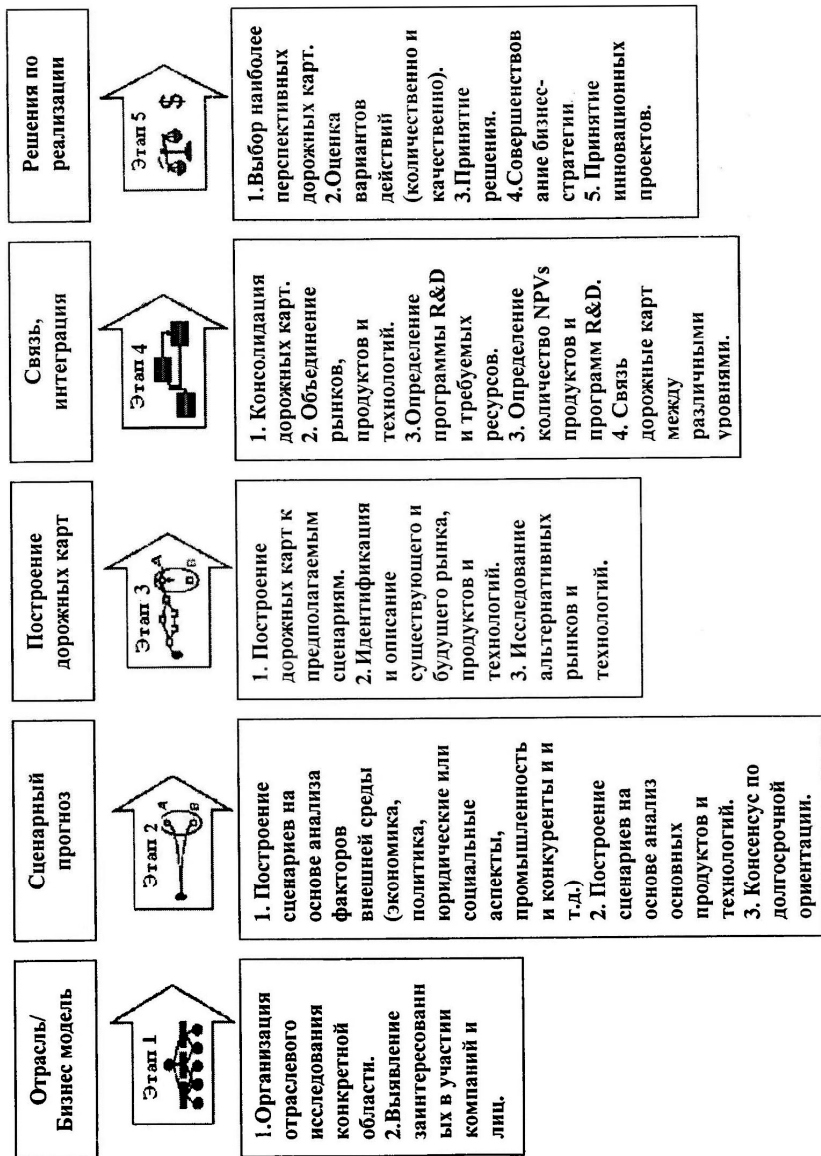 Отрасль/
Бизнес модель
Этап 1
1.Организация
отраслевого
исследования
конкретной
области.
2.Выявление
заинтересованн
ых в участии
компаний и
лиц.
Сценарный
прогноз
Этап 2
A
B
1. Построение
сценариев на
основе анализа
факторов
внешней среды
(экономика,
политика,
юридические или
социальные
аспекты,
промышленность
и конкуренты и и
т.д.)
2. Построение
сценариев на
основе анализ
основных
продуктов и
технологий.
3. Консенсус по
долгосрочной
ориентации.
Построение
дорожных карт
Этап 3
A
B
1. Построение
дорожных карт к
предполагаемым
сценариям.
2.Идентификация
и описание
существующего и
будущего рынка,
продуктов и
технологий.
3. Исследование
альтернативных
рынков и
технологий.
Связь,
интеграция
Этап 4
1. Консолидация
дорожных карт.
2. Объединение
рынков,
продуктов и
технологий.
3.Определение
программы R&D
и требуемых
ресурсов.
3. Определение
количество NPVs
продуктов и
программ R&D.
4. Связь
дорожные карт
между
различными
уровнями.
Решения по
реализации
Этап 5
$
1.Выбор наиболее
перспективных
дорожных карт.
2.Оценка
вариантов
действий
(количественно и
качественно).
3.Принятие
решения.
4.Совершенствов
ание бизнес-
стратегии
5. Принятие
инновационных
проектов.